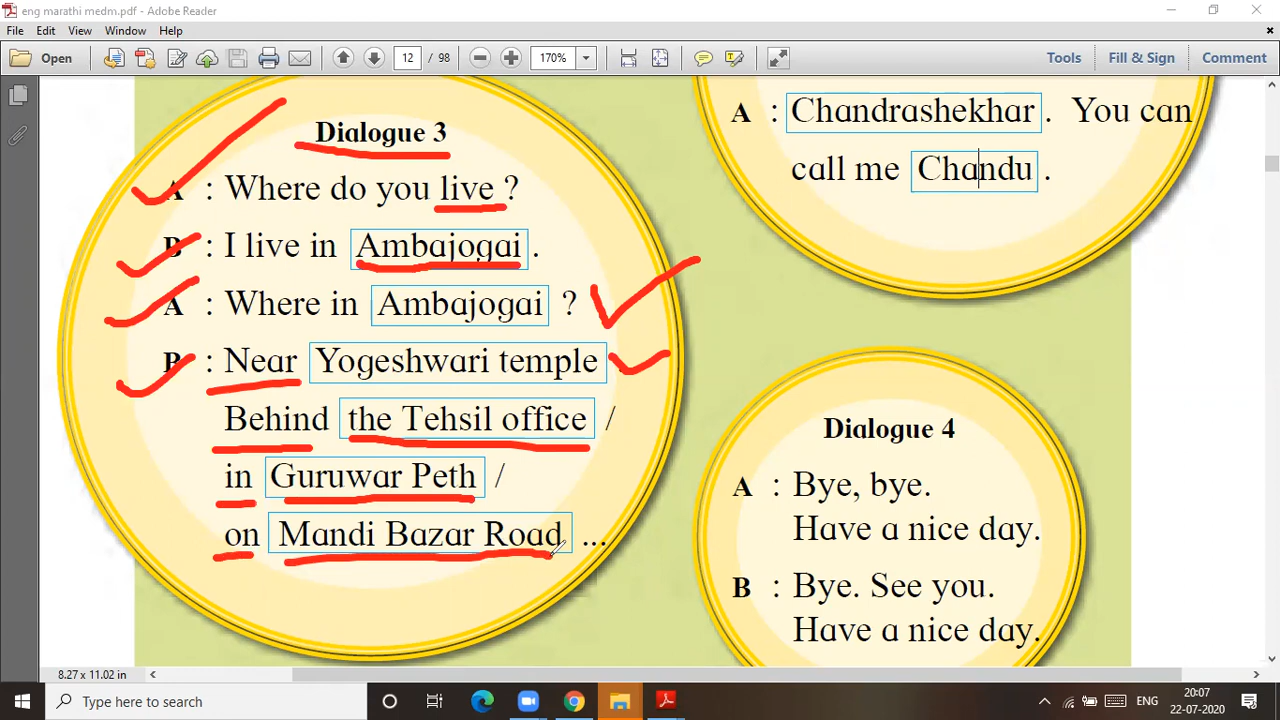 eng marathi medm.pdf - Adobe Reader
File Edit View Window Help
Open 12 / 98 170% Tools Fill & Sign Comment
Dialogue 3
A : Where do you live ?
B : I live in Ambajogai .
A : Where in Ambajogai ?
B : Near Yogeshwari temple
Behind the Tehsil office /
in Guruwar Peth /
on Mandi Bazar Road ...
A : Chandrashekhar . You can
call me Chandu .
Dialogue 4
A : Bye, bye.
Have a nice day.
B : Bye. See you.
Have a nice day.
8.27 x 11.02 in
Type here to search
ENG
20:07
22-07-2020